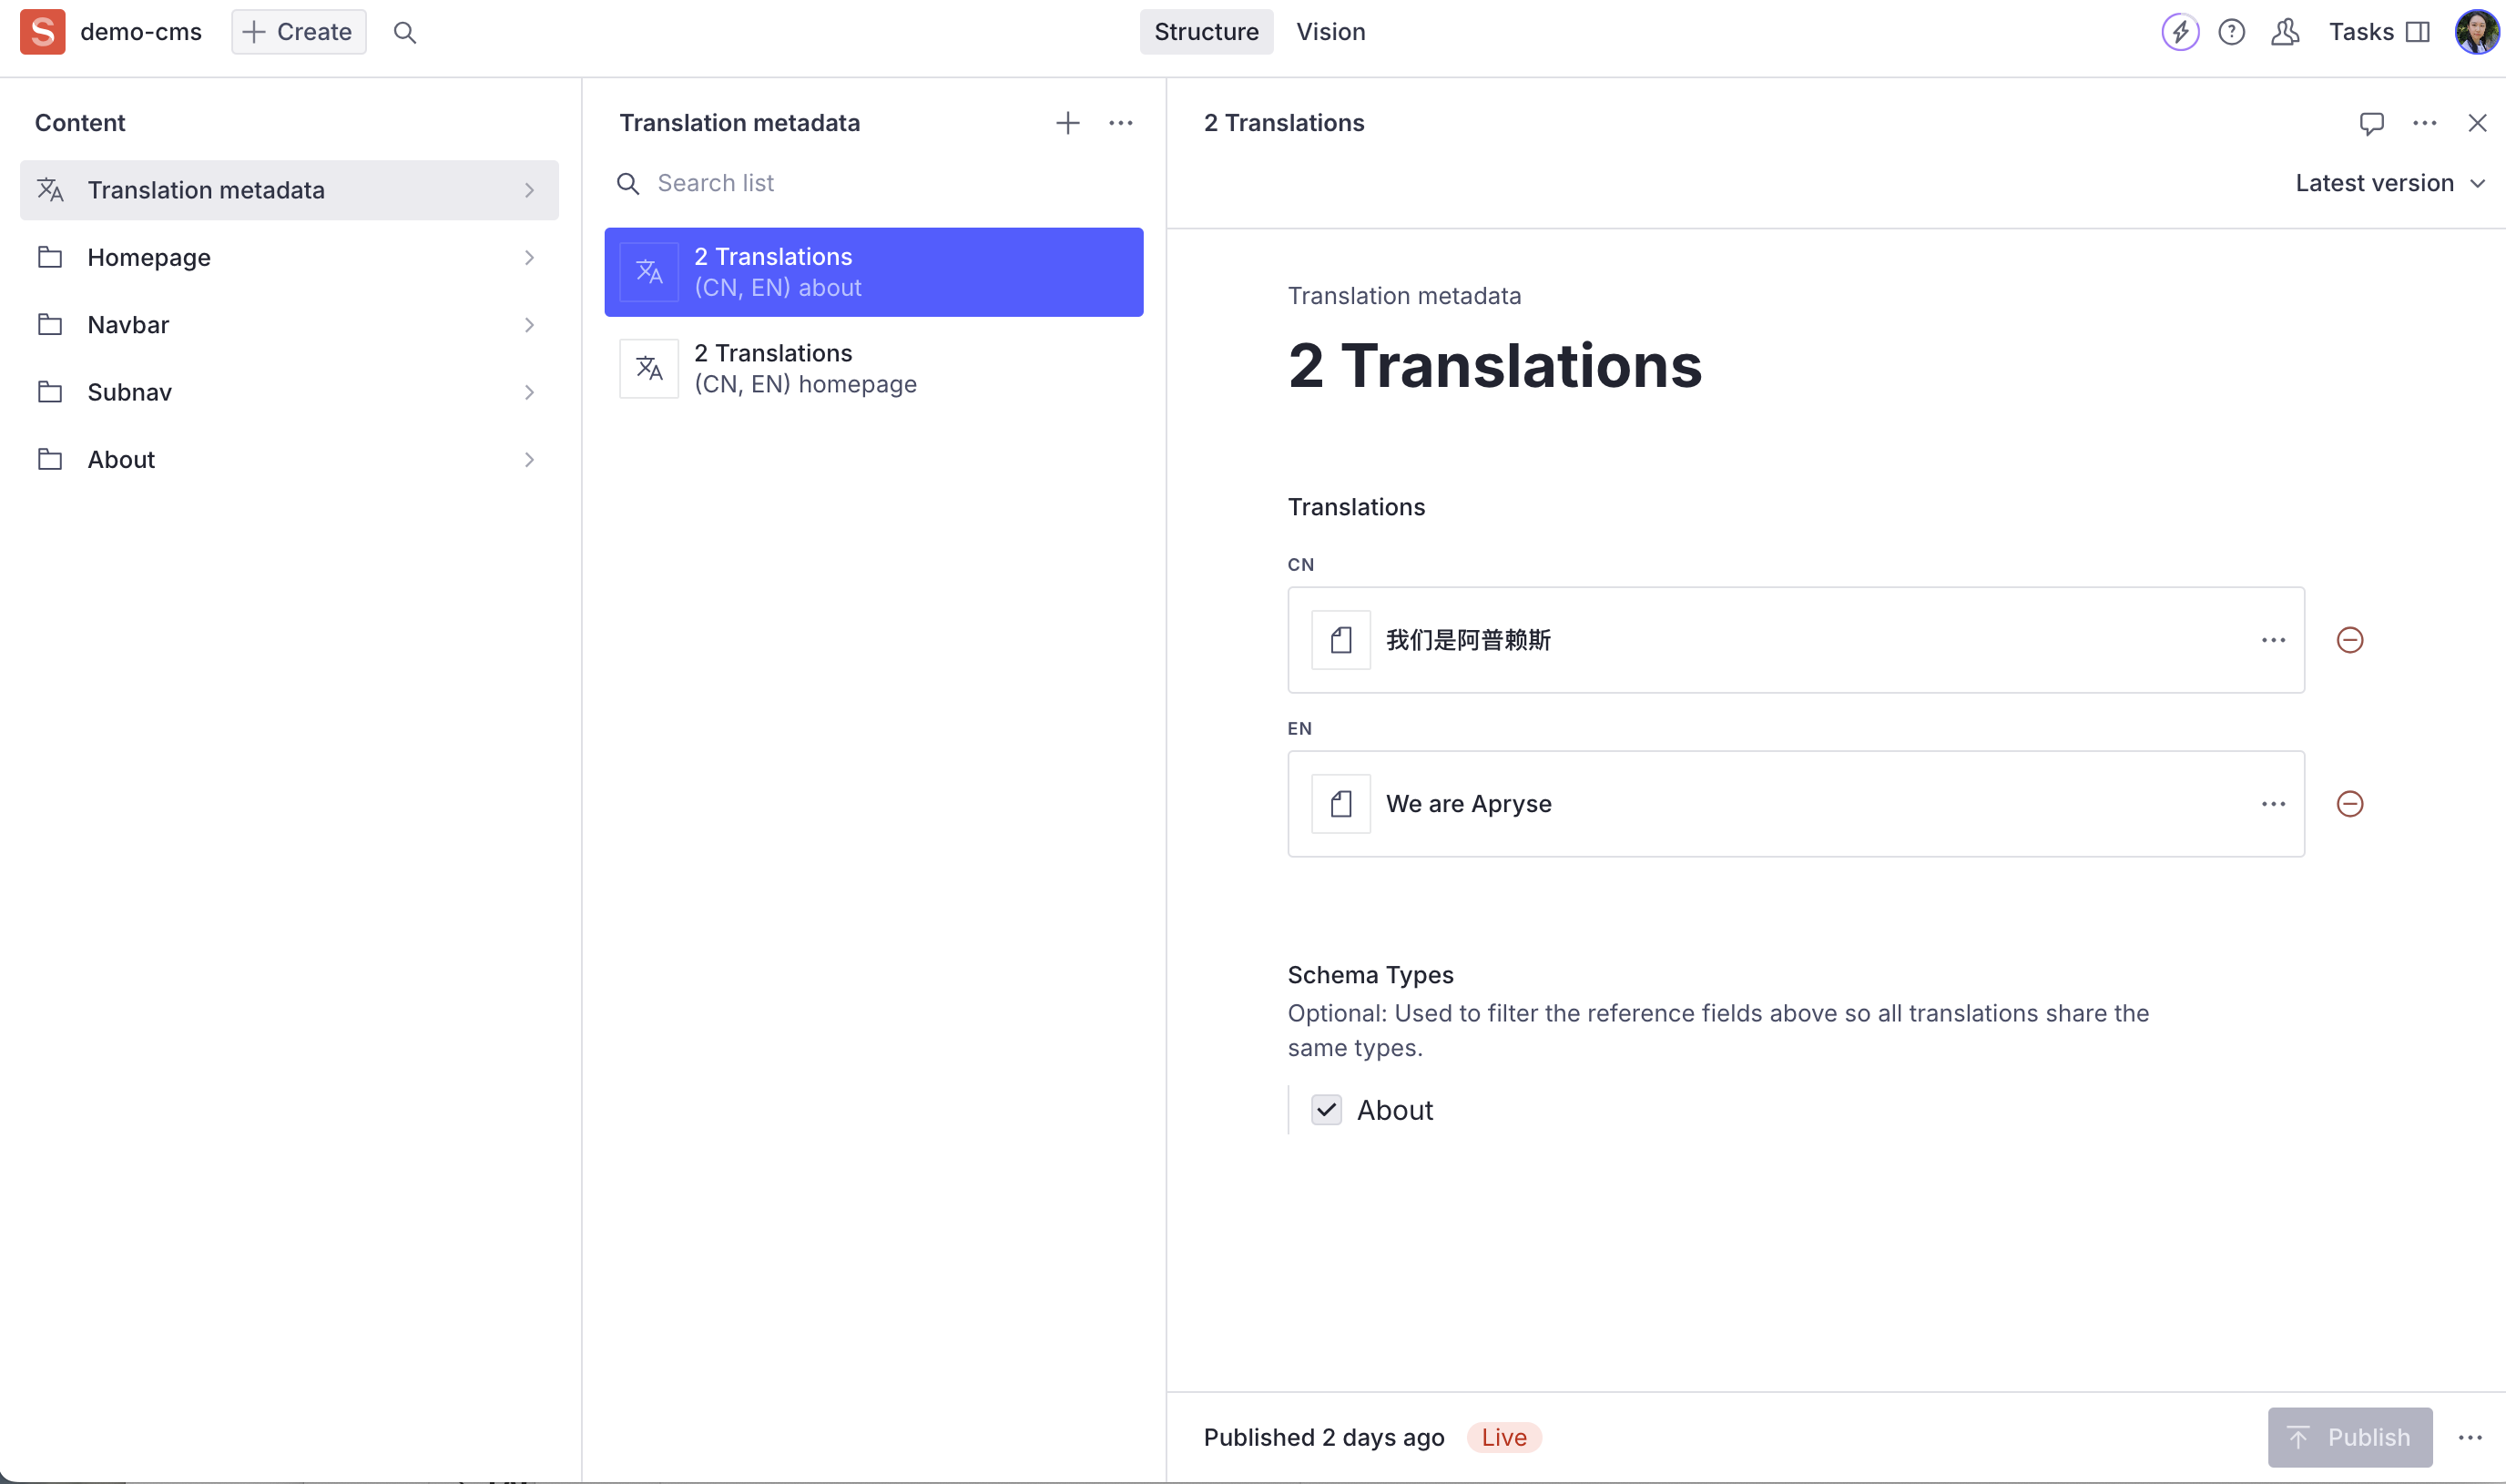 demo-cms
Create
Structure
Vision
Tasks
Content
Translation metadata
Homepage
Navbar
Subnav
About
Translation metadata
Search list
2 Translations
(CN, EN) about
2 Translations
(CN, EN) homepage
2 Translations
Latest version
Translation metadata
2 Translations
Translations
CN
我们是阿普赖斯
EN
We are Apryse
Schema Types
Optional: Used to filter the reference fields above so all translations share the
same types.
About
Published 2 days ago
Live
Publish